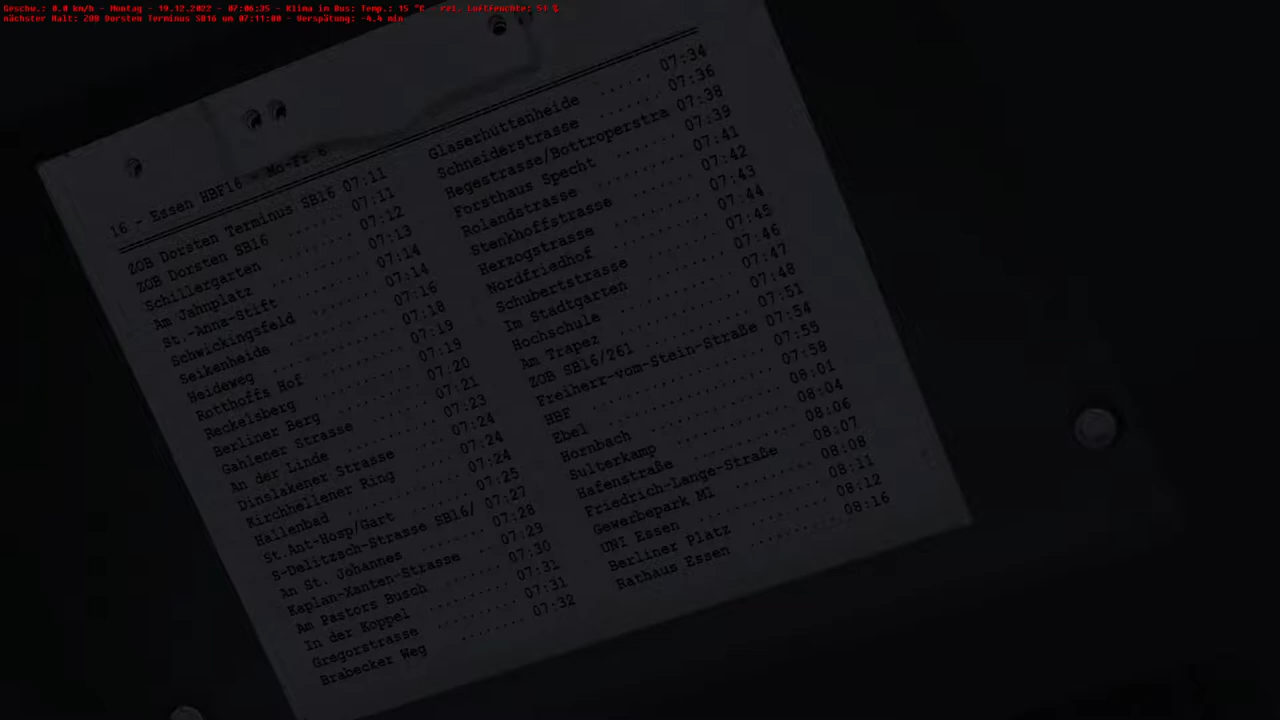 Geschw.: 0.0 km/h - Montag - 19.12.2022 - 07:06:35 - Klima im Bus: Temp.: 15 °C - rel. Luftfeuchte: 51 %
nächster Halt: ZOB Dorsten Terminus SB16 um 07:11:00 - Verspätung: -4.4 min
16 - Essen HBF16 - Mo-Fr 6
ZOB Dorsten Terminus SB16 07:11
ZOB Dorsten SB16 ...... 07:11
Schillergarten ........ 07:12
Am Jahnplatz .......... 07:13
St.-Anna-Stift ........ 07:14
Schwickingsfeld ....... 07:14
Seikenheide ........... 07:16
Heideweg .............. 07:18
Rotthoffs Hof ......... 07:19
Reckelsberg ........... 07:19
Berliner Berg ......... 07:20
Gahlener Strasse ...... 07:21
An der Linde .......... 07:23
Dinslakener Strasse ... 07:24
Kirchhellener Ring .... 07:24
Hallenbad ............. 07:24
St.Ant-Hosp/Gart ...... 07:25
S-Delitzsch-Strasse SB16/ 07:27
An St. Johannes ....... 07:28
Kaplan-Xanten-Strasse .. 07:29
Am Pastors Busch ...... 07:30
In der Koppel ......... 07:31
Gregorstrasse ......... 07:31
Brabecker Weg ......... 07:32
Glaserhuttenheide ...... 07:34
Schneiderstrasse ....... 07:36
Hegestrasse/Bottroperstra 07:38
Forsthaus Specht ....... 07:39
Rolandstrasse .......... 07:41
Stenkhoffstrasse ....... 07:42
Herzogstrasse .......... 07:43
Nordfriedhof ........... 07:44
Schubertstrasse ........ 07:45
Im Stadtgarten ......... 07:46
Hochschule ............. 07:47
Am Trapez .............. 07:48
ZOB SB16/261 ........... 07:51
Freiherr-vom-Stein-Straße 07:54
HBF .................... 07:55
Ebel ................... 07:58
Hornbach ............... 08:01
Sulterkamp ............. 08:04
Hafenstraße ............ 08:06
Friedrich-Lange-Straße .. 08:07
Gewerbepark M1 ......... 08:08
UNI Essen .............. 08:11
Berliner Platz ......... 08:12
Rathaus Essen .......... 08:16